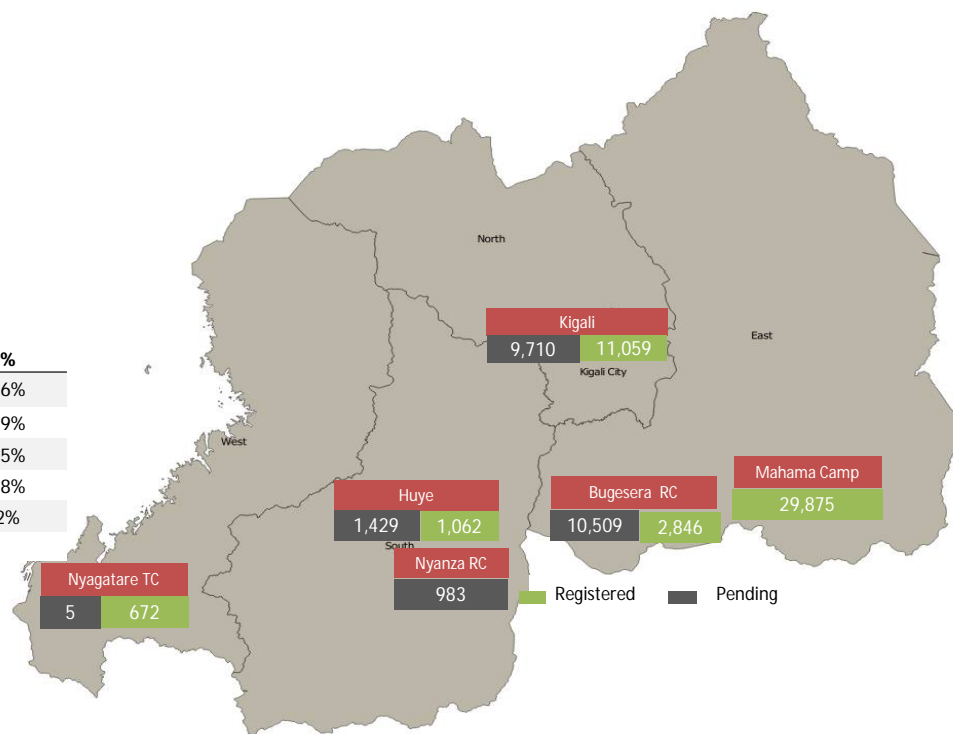 North
Kigali
9,710 11,059
Kigali City
East
%
6%
9%
5%
8%
2%
West
Mahama Camp
29,875
Huye
1,429 1,062
South
Bugesera RC
10,509 2,846
Nyanza RC
983
Nyagatare TC
5 672
Registered Pending